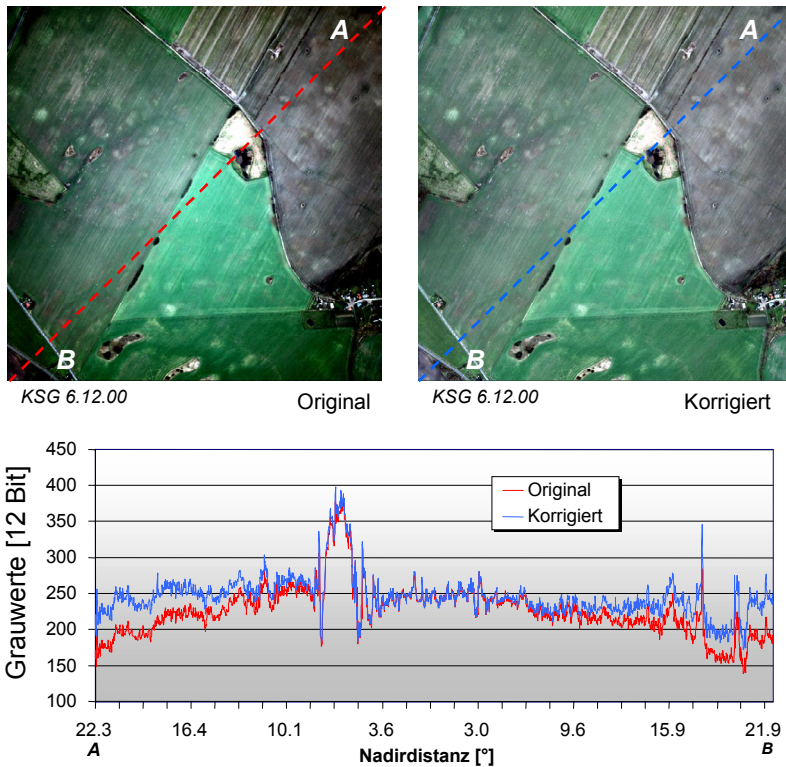 A
A
B
B
KSG 6.12.00
Original
KSG 6.12.00
Korrigiert
450
400
350
300
250
200
150
100
Grauwerte [12 Bit]
Original
Korrigiert
22.3 16.4 10.1 3.6 3.0 9.6 15.9 21.9
A
B
Nadirdistanz [°]